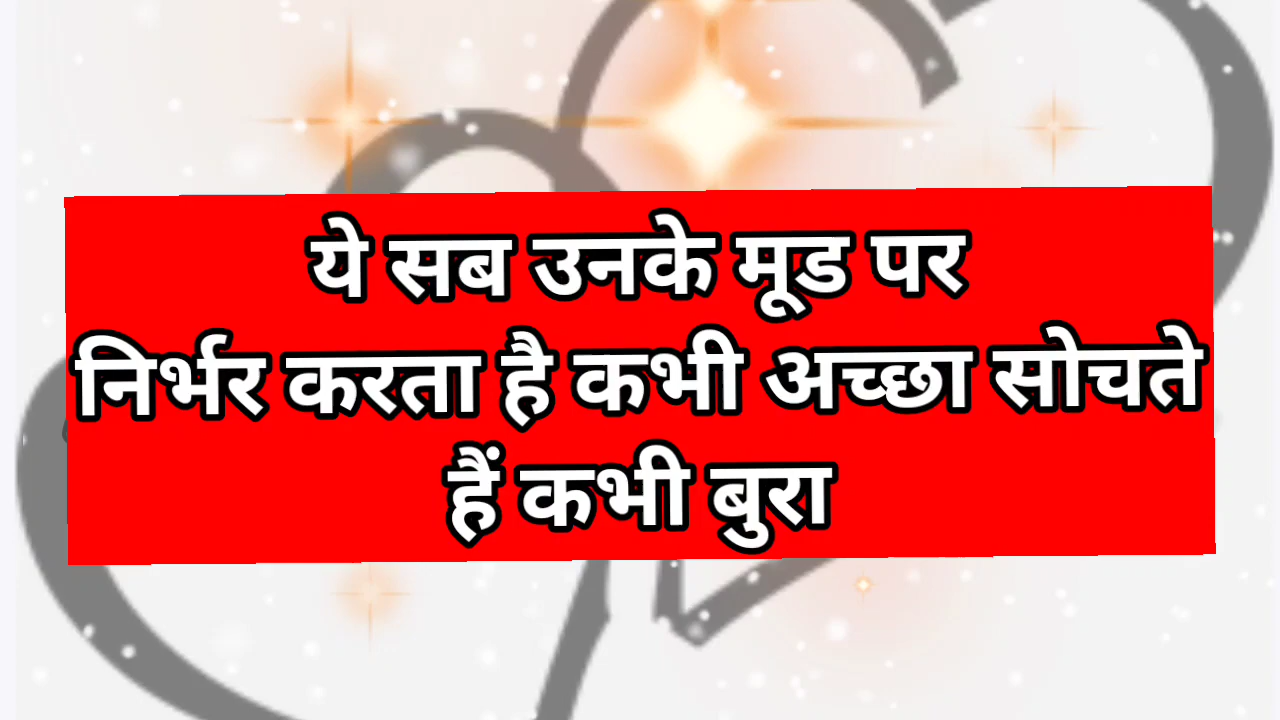 ये सब उनके मूड पर
निर्भर करता है कभी अच्छा सोचते
हैं कभी बुरा